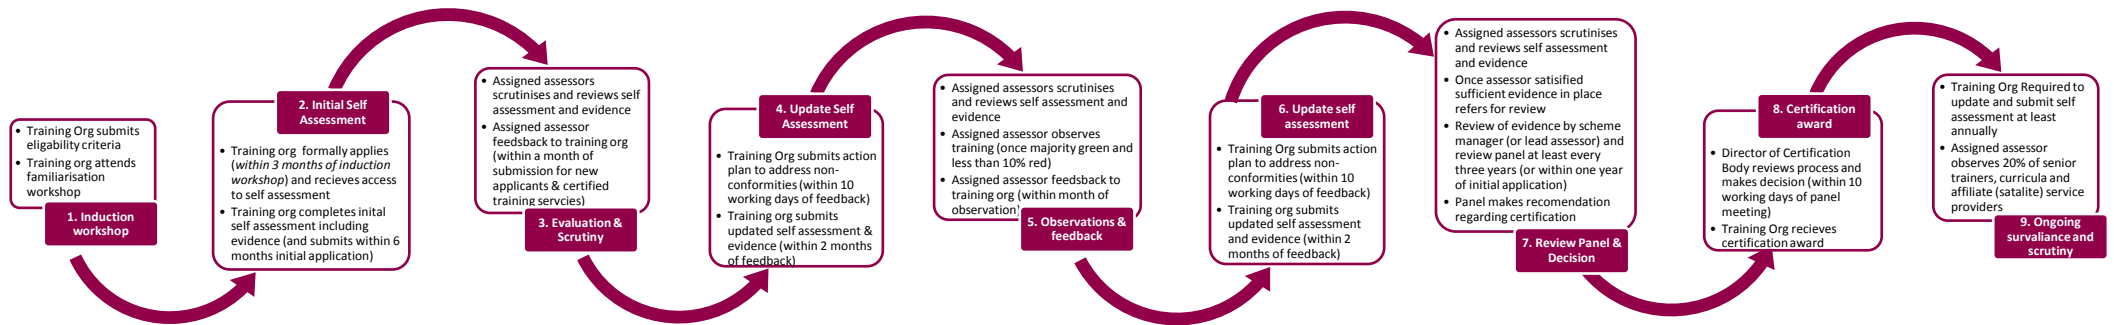 • Training Org submits
eligability criteria
• Training org attends
familiarisation
workshop
1. Induction
workshop
2. Initial Self
Assessment
• Training org formally applies
(within 3 months of induction
workshop) and recieves access
to self assessment
• Training org completes inital
self assessment including
evidence (and submits within 6
months initial application)
• Assigned assessors
scrutinises and reviews self
assessment and evidence
• Assigned assessor
feedsback to training org
(within a month of
submission for new
applicants & certified
training servcies)
3. Evaluation &
Scrutiny
4. Update Self
Assessment
• Training Org submits action
plan to address non-
conformities (within 10
working days of feedback)
• Training org submits
updated self assessment &
evidence (within 2 months
of feedback)
• Assigned assessors scrutinises
and reviews self assessment and
evidence
• Assigned assessor observes
training (once majority green and
less than 10% red)
• Assigned assessor feedsback to
training org (within month of
observation)
5. Observations &
feedback
6. Update self
assessment
• Training Org submits action
plan to address non-
conformities (within 10
working days of feedback)
• Training org submits
updated self assessment
and evidence (within 2
months of feedback)
• Assigned assessors scrutinises
and reviews self assessment
and evidence
• Once assessor satisified
sufficient evidence in place
refers for review
• Review of evidence by scheme
manager (or lead assessor) and
review panel at least every
three years (or within one year
of initial application)
• Panel makes recomendation
regarding certification
7. Review Panel &
Decision
8. Certification
award
• Director of Certification
Body reviews process and
makes decision (within 10
working days of panel
meeting)
• Training Org recieves
certification award
• Training Org Required to
update and submit self
assessment at least
annually
• Assigned assessor
observes 20% of senior
trainers, curricula and
affiliate (satalite) service
providers
9. Ongoing
survaliance and
scrutiny